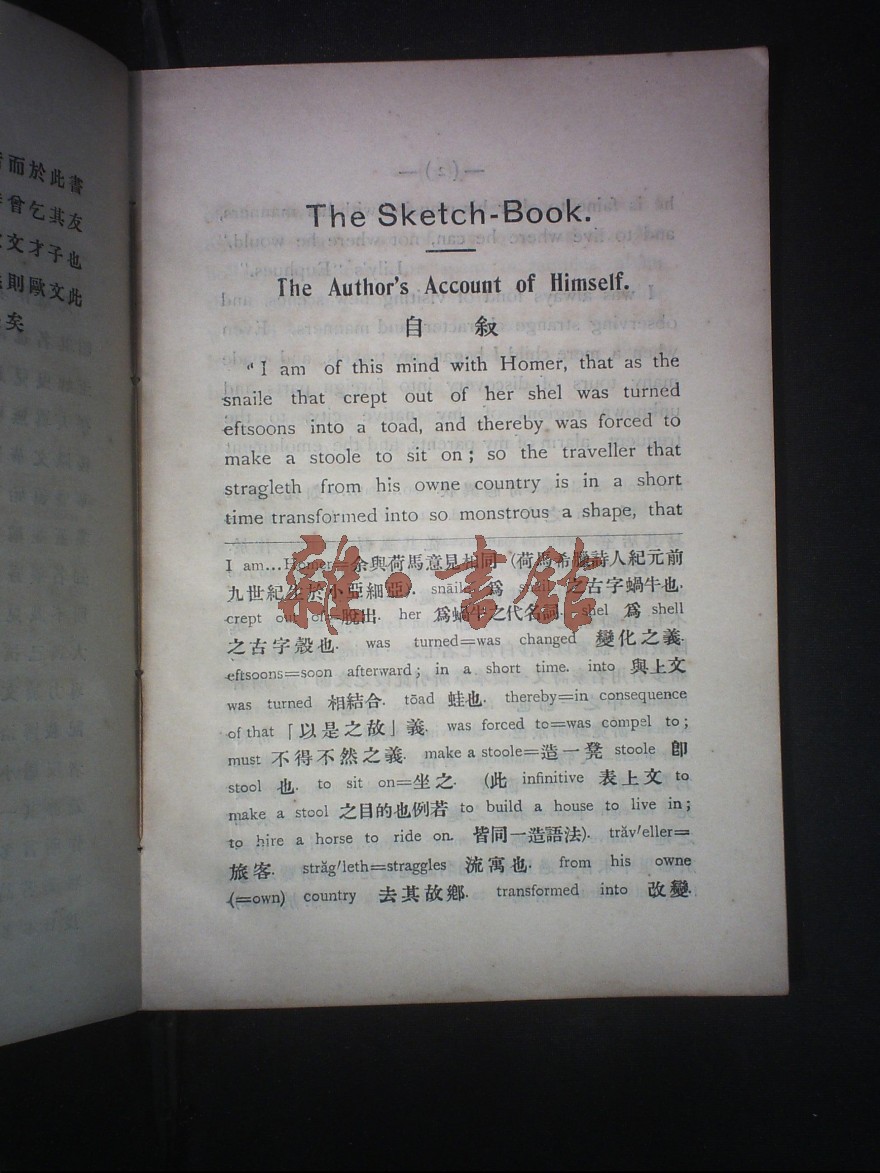 The Sketch-Book.
The Author's Account of Himself.
自 叙
"I am of this mind with Homer, that as the
snaile that crept out of her shel was turned
eftsoons into a toad, and thereby was forced to
make a stoole to sit on; so the traveller that
stragleth from his owne country is in a short
time transformed into so monstrous a shape, that
I am...Homer=余與荷馬意見相同 (荷馬希臘詩人紀元前
九世紀生於小亞細亞). snāile 爲 snail 之古字蝸牛也.
crept out of=脫出. her 爲蝸牛之代名詞. shel 爲 shell
之古字殼也. was turned=was changed 變化之義.
eftsoons=soon afterward; in a short time. into 與上文
was turned 相結合. tōad 蛙也. thereby=in consequence
of that「以是之故」義. was forced to=was compel to;
must 不得不然之義. make a stoole=造一凳 stoole 卽
stool 也. to sit on=坐之. (此 infinitive 表上文 to
make a stool 之目的也例若 to build a house to live in;
to hire a horse to ride on. 皆同一造語法). trăv'eller=
旅客. străg'leth=straggles 流寓也. from his owne
(=own) country 去其故鄉. transformed into 改變.
而於此書
曾乞其友
文才子也
則歐文此
矣
雜·書館